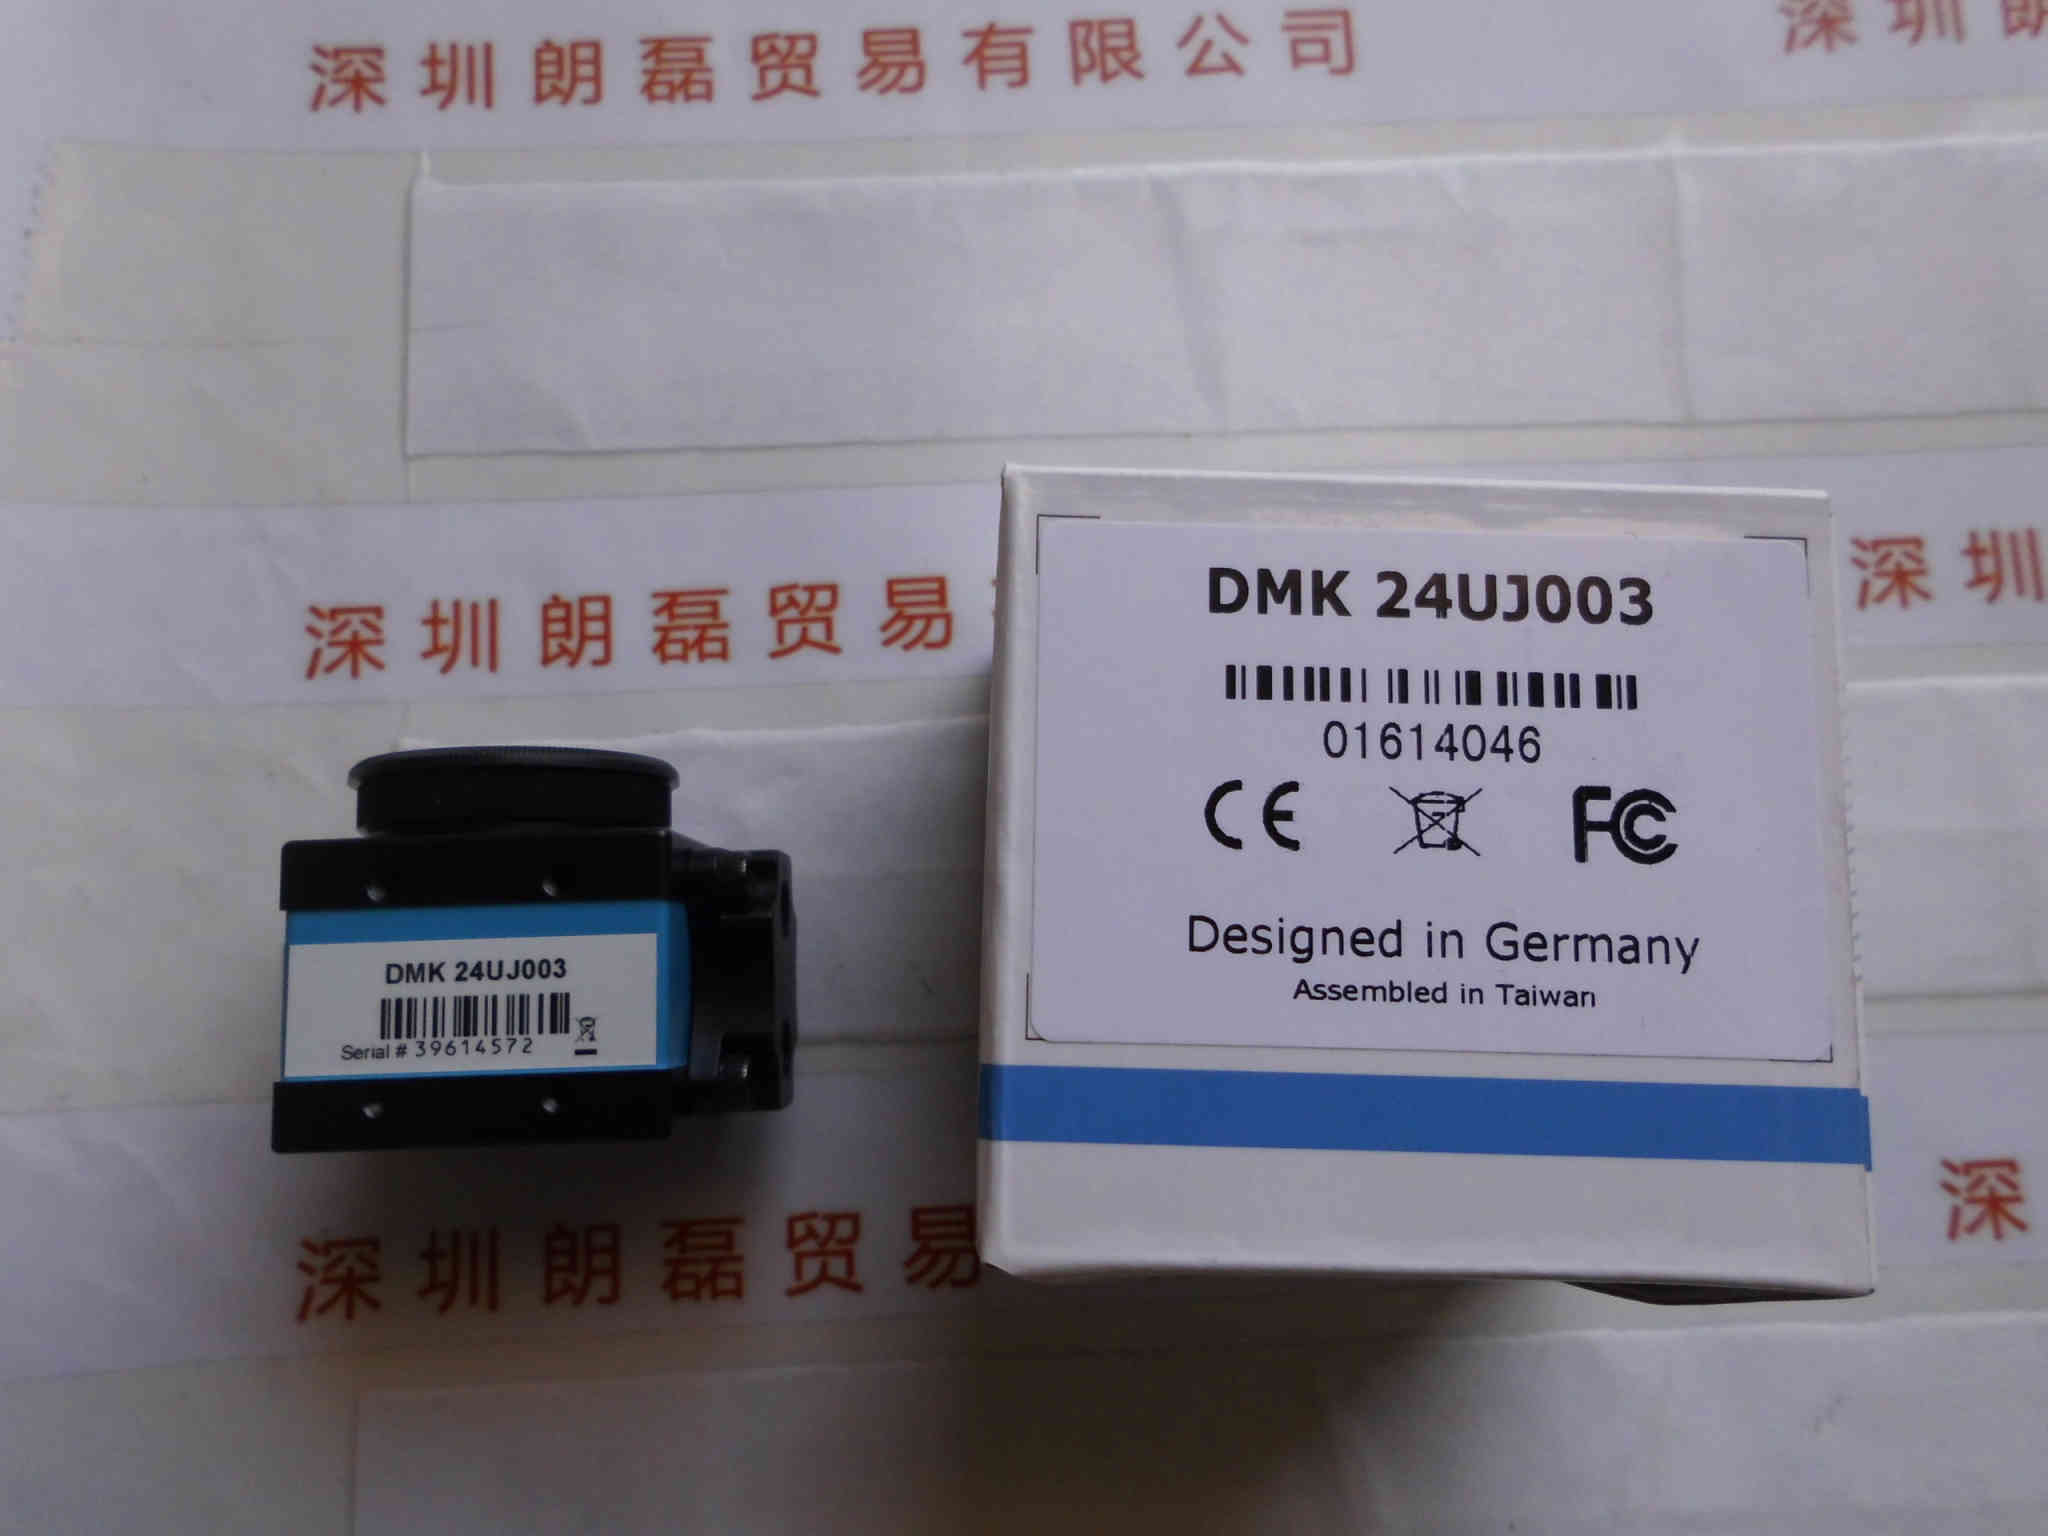 深圳朗磊贸易有限公司
深圳朗
深圳朗磊贸易
深圳
DMK 24UJ003
01614046
CE
FC
Designed in Germany
Assembled in Taiwan
DMK 24UJ003
Serial # 39614572
深圳朗磊贸易
深